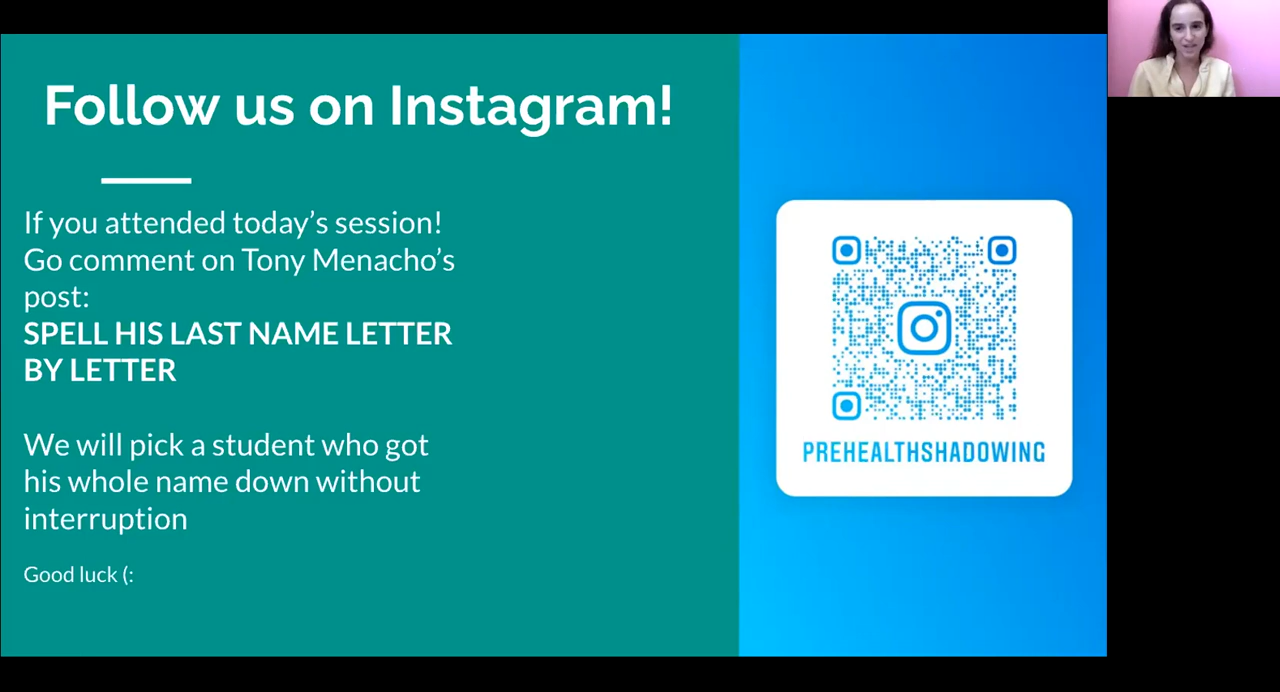 Follow us on Instagram!
If you attended today’s session!
Go comment on Tony Menacho’s
post:
SPELL HIS LAST NAME LETTER
BY LETTER
We will pick a student who got
his whole name down without
interruption
Good luck (:
PREHEALTHSHADOWING